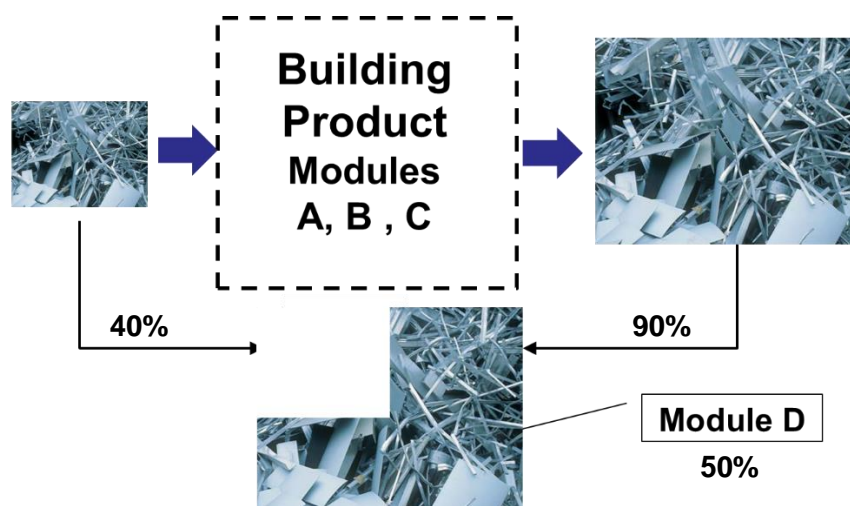 Building
Product
Modules
A, B , C
40%
90%
Module D
50%